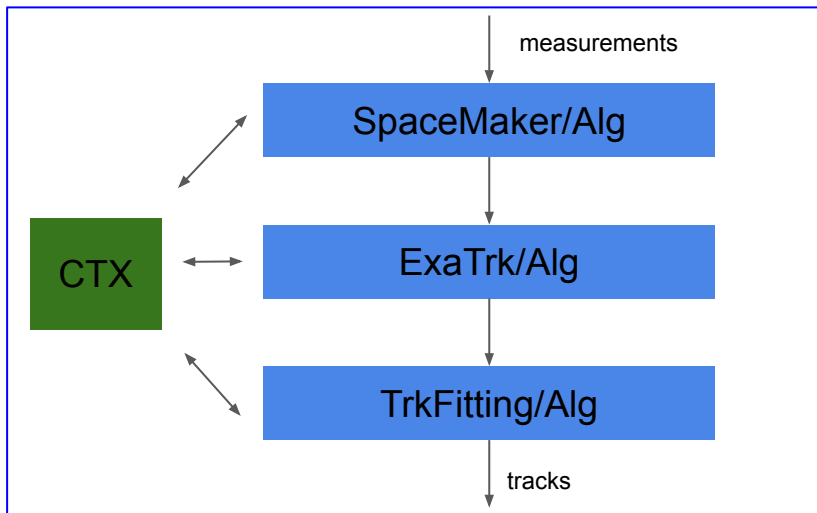 measurements
SpaceMaker/Alg
CTX
ExaTrk/Alg
TrkFitting/Alg
tracks